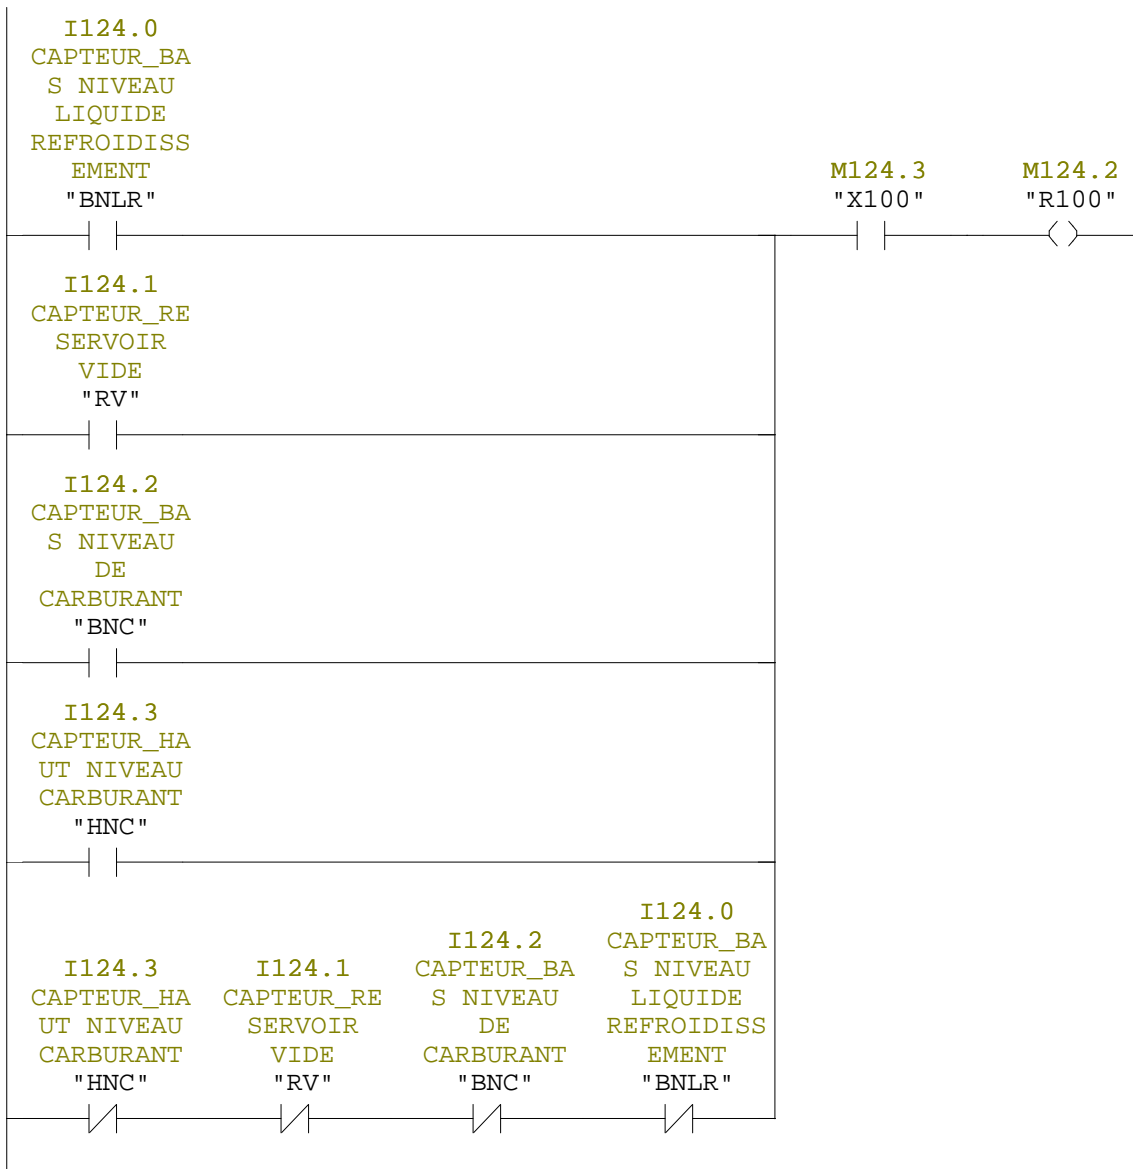 I124.0
CAPTEUR_BA
S NIVEAU
LIQUIDE
REFROIDISS
EMENT
"BNLR"
M124.3
"X100"
M124.2
"R100"
I124.1
CAPTEUR_RE
SERVOIR
VIDE
"RV"
I124.2
CAPTEUR_BA
S NIVEAU
DE
CARBURANT
"BNC"
I124.3
CAPTEUR_HA
UT NIVEAU
CARBURANT
"HNC"
I124.3
CAPTEUR_HA
UT NIVEAU
CARBURANT
"HNC"
I124.1
CAPTEUR_RE
SERVOIR
VIDE
"RV"
I124.2
CAPTEUR_BA
S NIVEAU
DE
CARBURANT
"BNC"
I124.0
CAPTEUR_BA
S NIVEAU
LIQUIDE
REFROIDISS
EMENT
"BNLR"